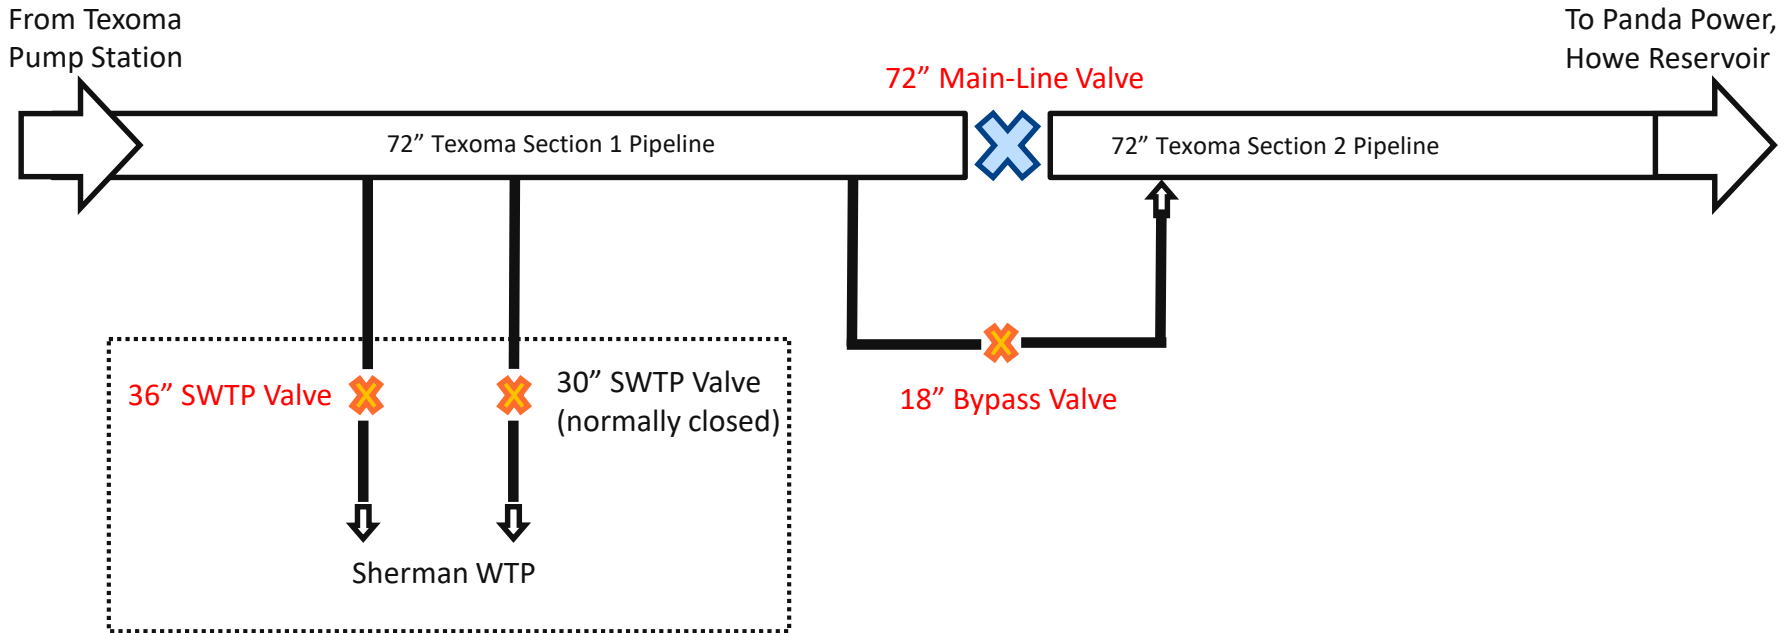 From Texoma
Pump Station
To Panda Power,
Howe Reservoir
72” Main-Line Valve
72” Texoma Section 1 Pipeline
72” Texoma Section 2 Pipeline
36” SWTP Valve
30” SWTP Valve
(normally closed)
18” Bypass Valve
Sherman WTP